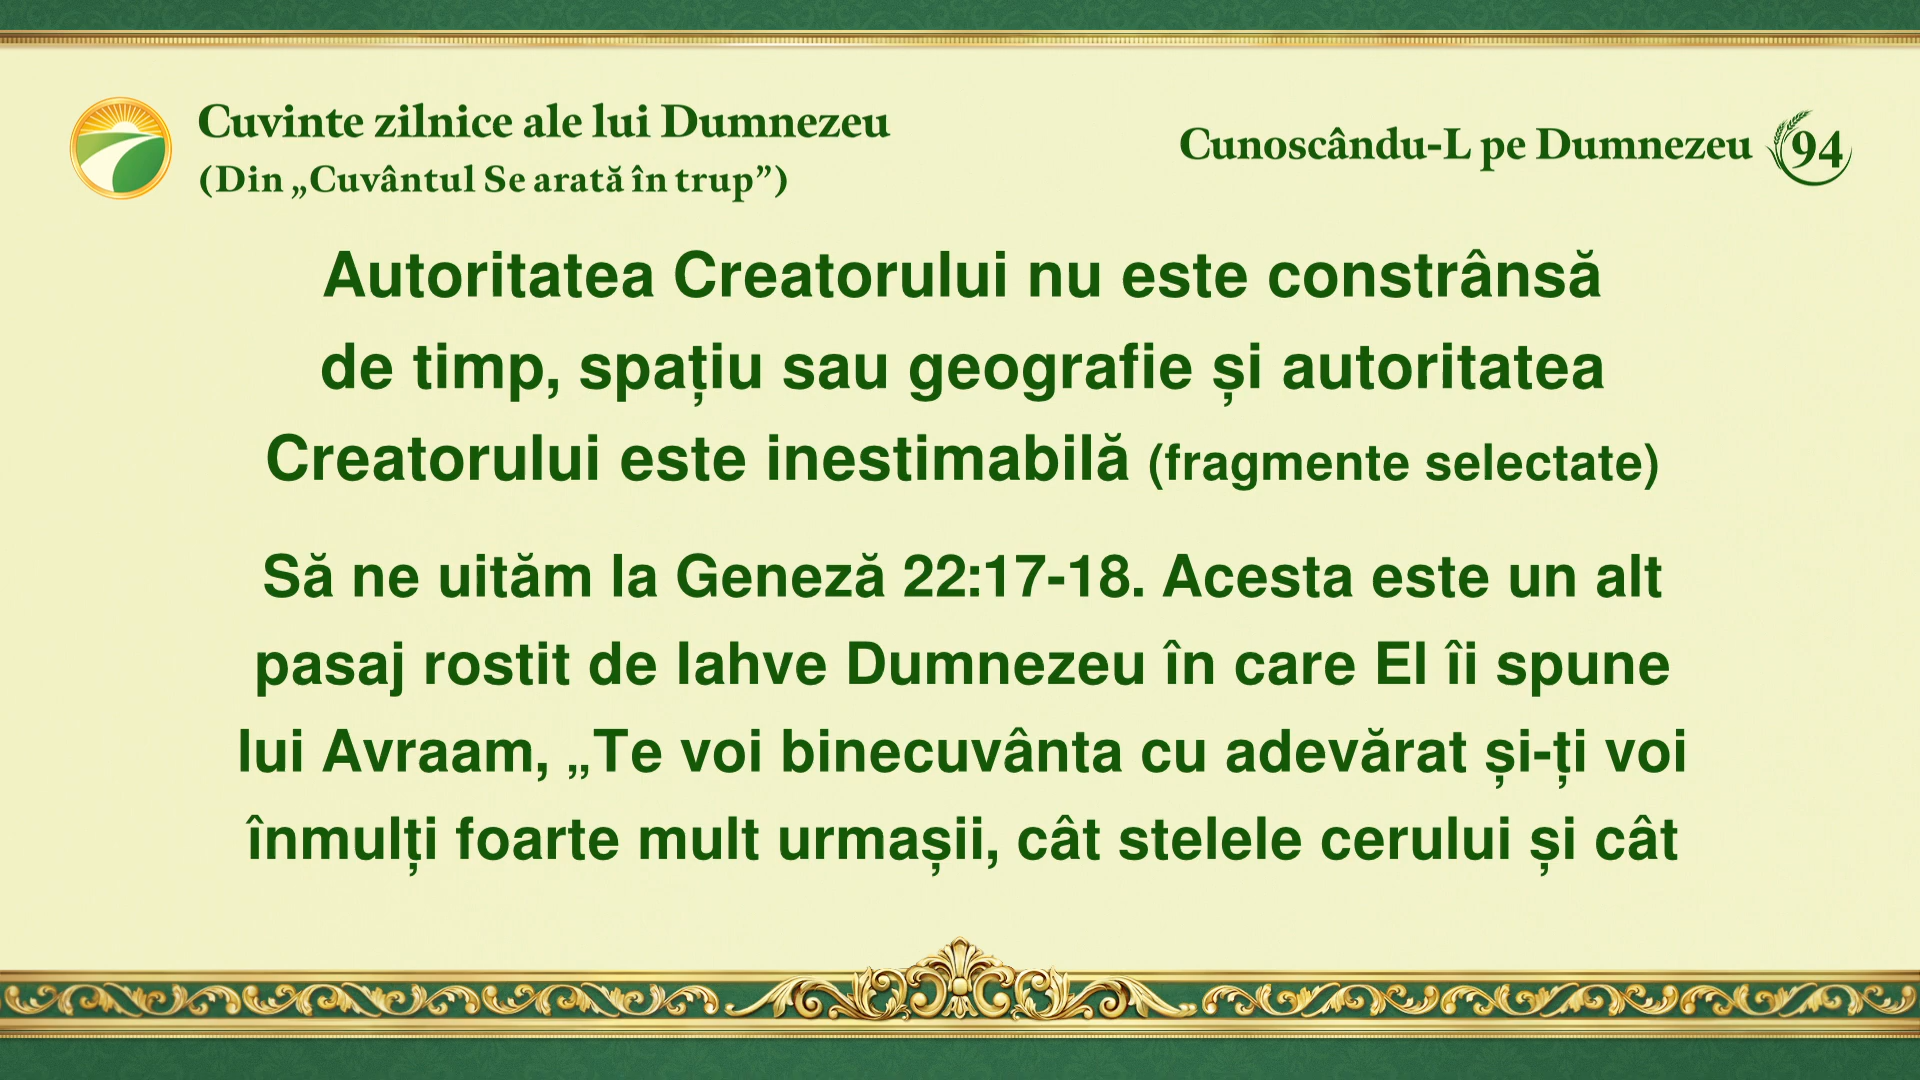 Cuvinte zilnice ale lui Dumnezeu
(Din „Cuvântul Se arată în trup”)
Cunoscându-L pe Dumnezeu 94
Autoritatea Creatorului nu este constrânsă
de timp, spațiu sau geografie și autoritatea
Creatorului este inestimabilă (fragmente selectate)
Să ne uităm la Geneză 22:17-18. Acesta este un alt
pasaj rostit de Iahve Dumnezeu în care El îi spune
lui Avraam, „Te voi binecuvânta cu adevărat și-ți voi
înmulți foarte mult urmașii, cât stelele cerului și cât